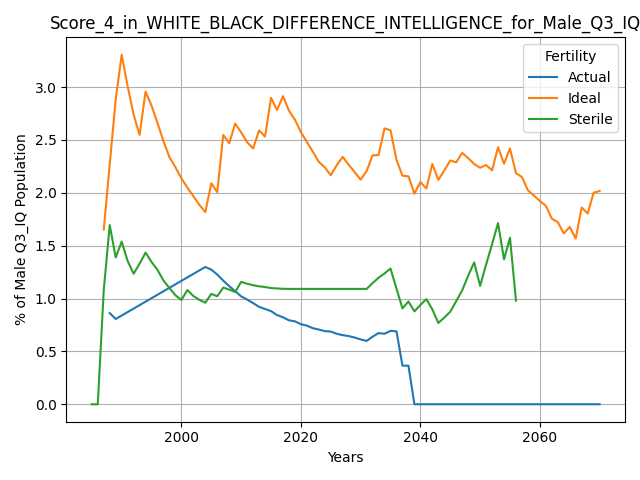 Score_4_in_WHITE_BLACK_DIFFERENCE_INTELLIGENCE_for_Male_Q3_IQ
Fertility
Actual
Ideal
Sterile
3.0
2.5
2.0
1.5
1.0
0.5
0.0
% of Male Q3_IQ Population
2000
2020
2040
2060
Years